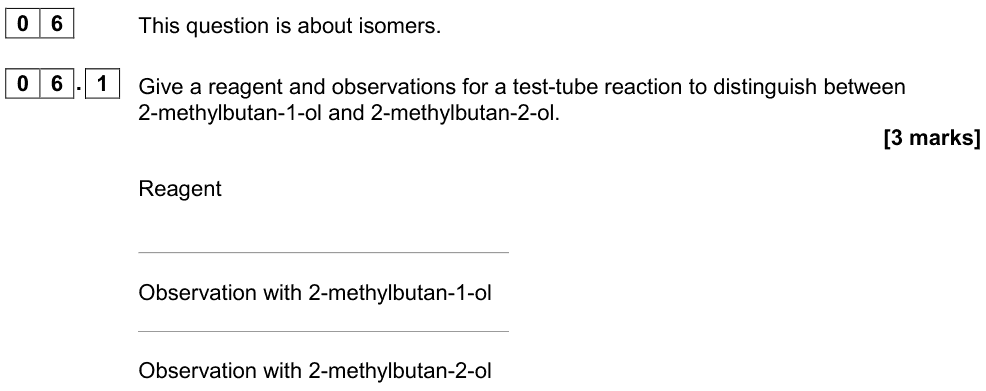 0 6 This question is about isomers.
0 6 . 1 Give a reagent and observations for a test-tube reaction to distinguish between
2-methylbutan-1-ol and 2-methylbutan-2-ol.
[3 marks]
Reagent
Observation with 2-methylbutan-1-ol
Observation with 2-methylbutan-2-ol